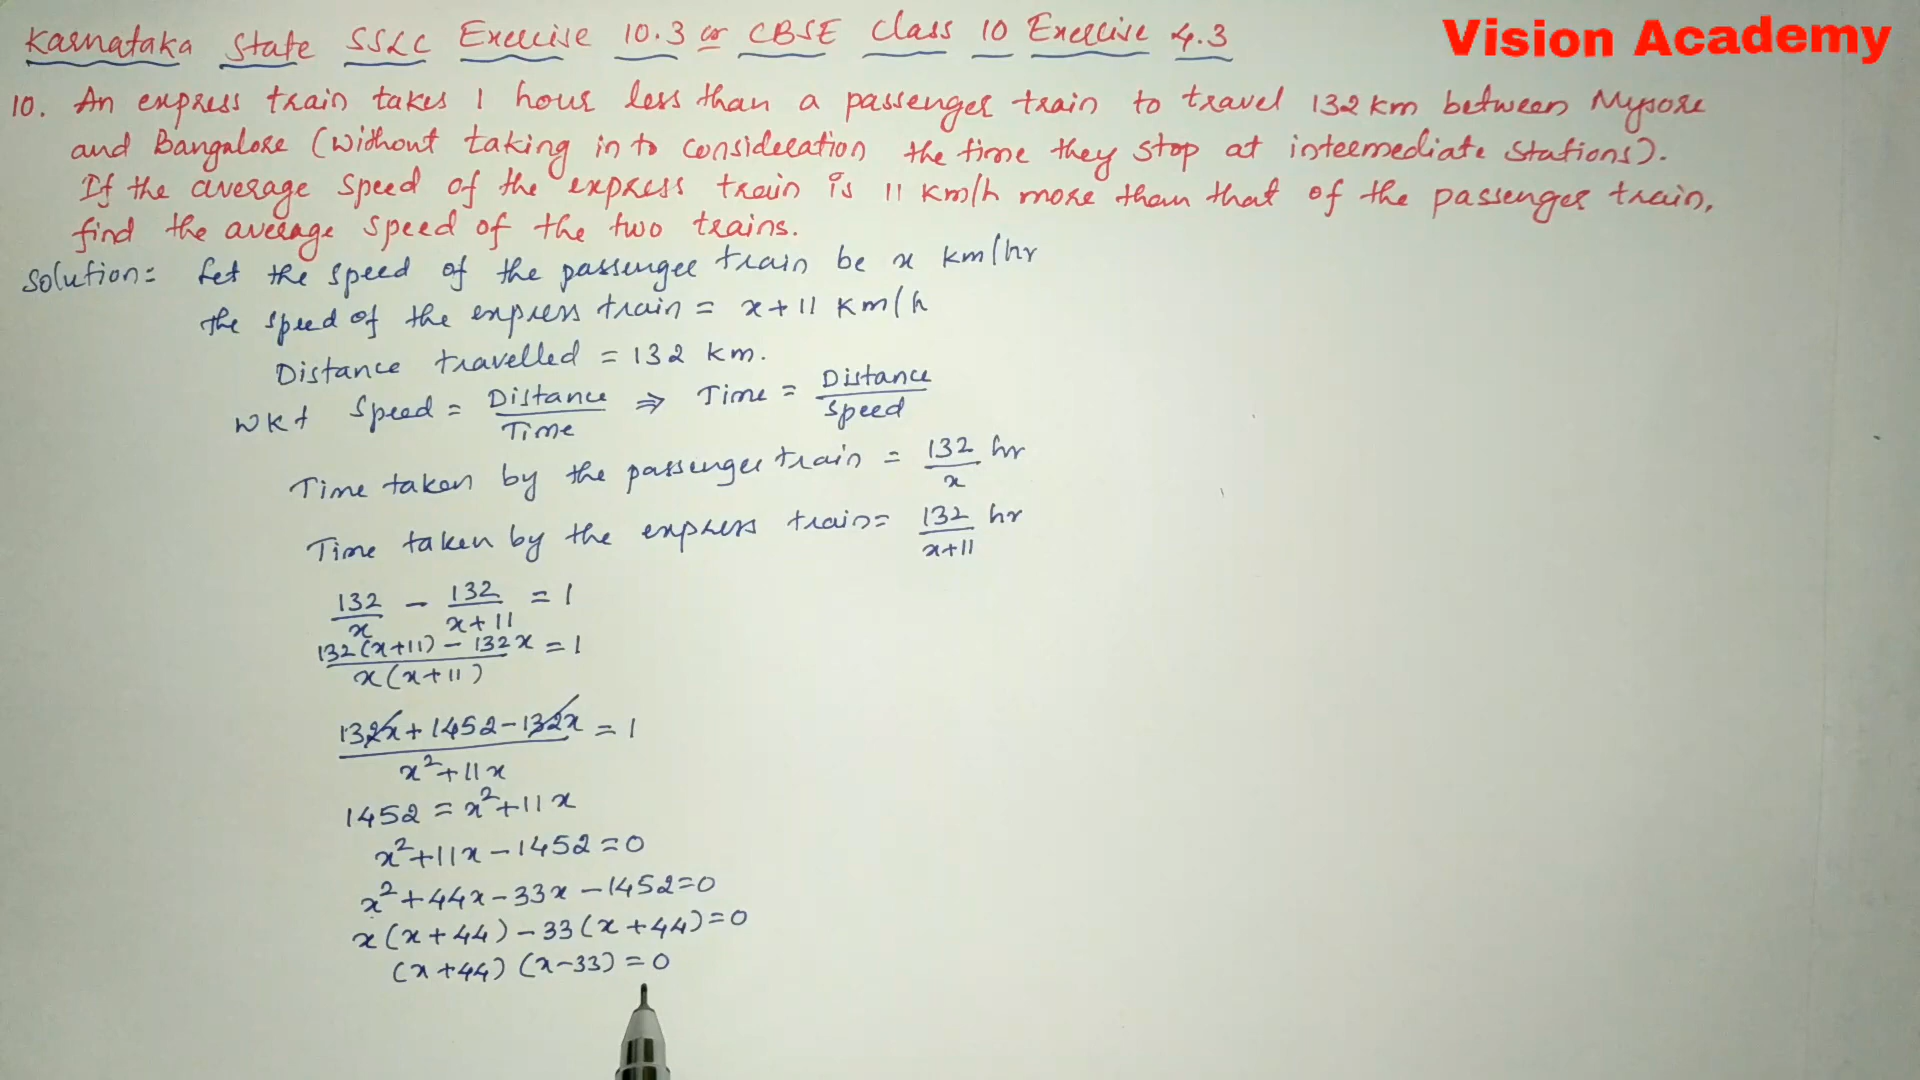 Karnataka State SSLC Exercise 10.3 or CBSE Class 10 Exercise 4.3
Vision Academy
10. An express train takes 1 hour less than a passenger train to travel 132 km between Mysore
and Bangalore (Without taking in to consideration the time they stop at intermediate stations).
If the average speed of the express train is 11 km/h more than that of the passenger train,
find the average speed of the two trains.
Solution= Let the speed of the passenger train be x km/hr
The speed of the express train = x+11 km/h
Distance travelled = 132 km.
Wkt Speed = Distance/Time ⇒ Time = Distance/Speed
Time taken by the passenger train = 132/x hr
Time taken by the express train = 132/x+11 hr
132/x - 132/x+11 = 1
132(x+11) - 132x/x(x+11) = 1
132x+1452-132x/x²+11x = 1
1452 = x²+11x
x²+11x-1452=0
x²+44x-33x-1452=0
x(x+44)-33(x+44)=0
(x+44)(x-33)=0